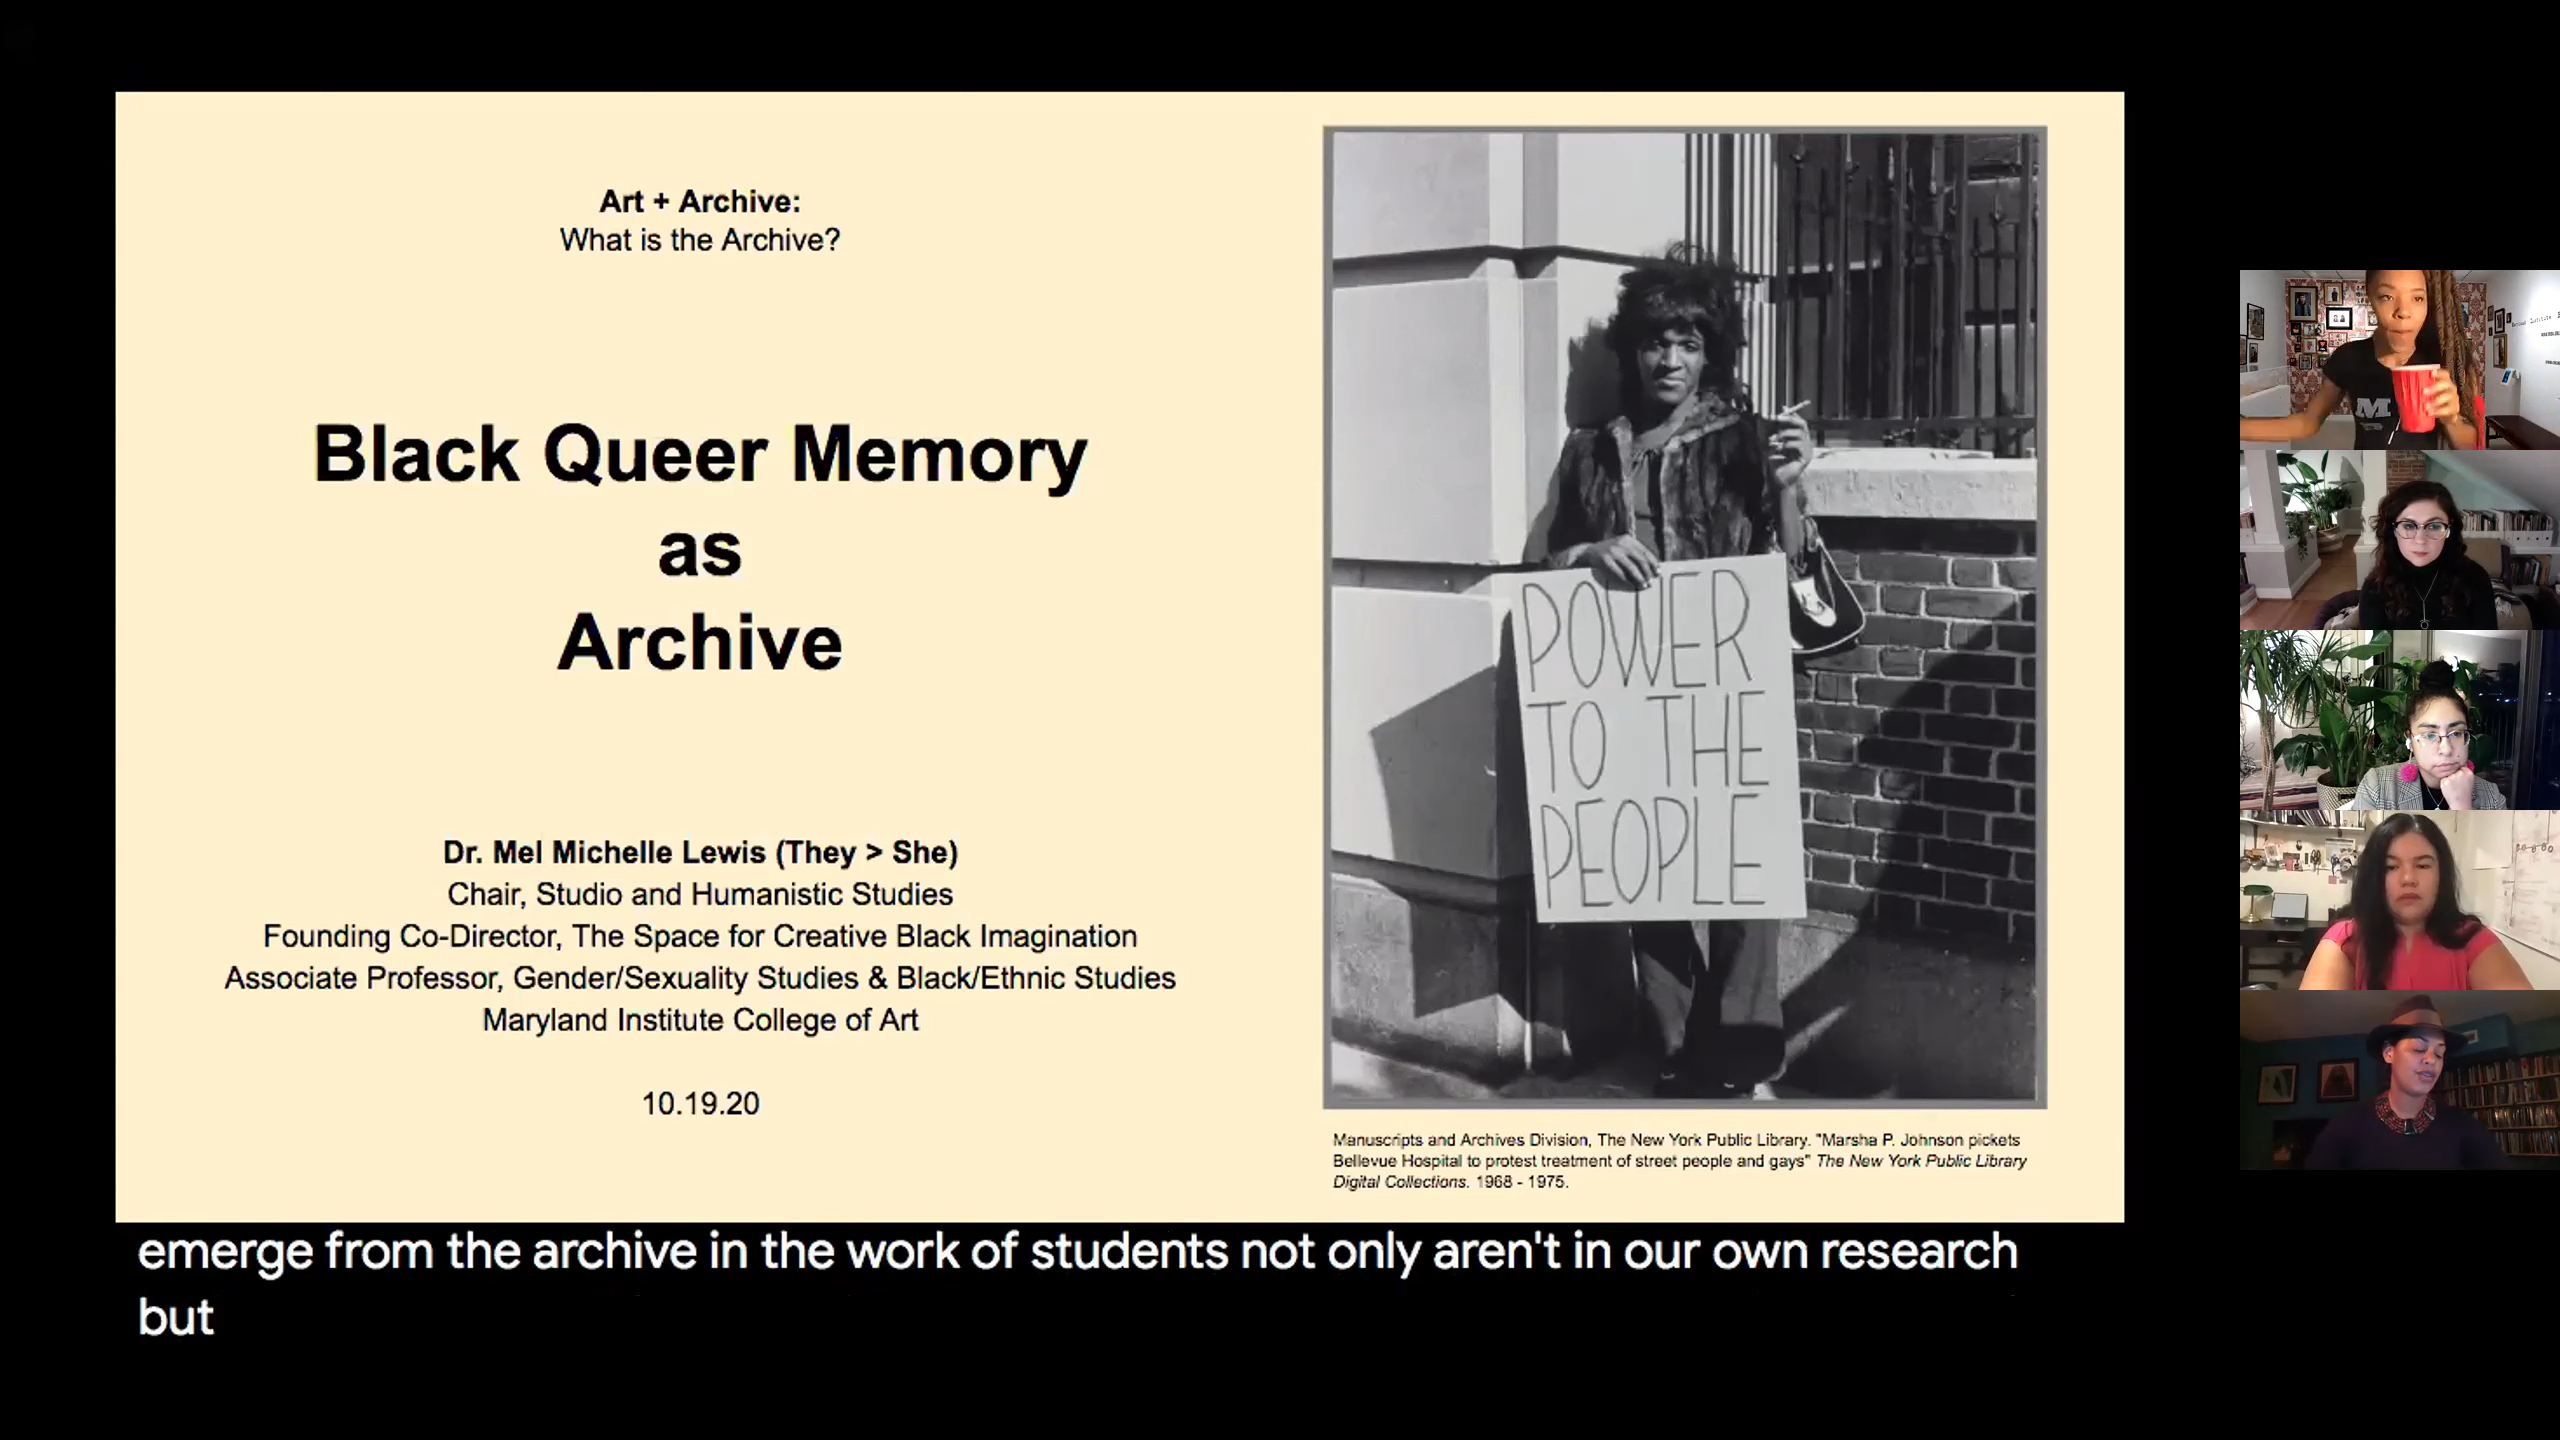 Art + Archive:
What is the Archive?
Black Queer Memory
as
Archive
Dr. Mel Michelle Lewis (They > She)
Chair, Studio and Humanistic Studies
Founding Co-Director, The Space for Creative Black Imagination
Associate Professor, Gender/Sexuality Studies & Black/Ethnic Studies
Maryland Institute College of Art
10.19.20
POWER
TO THE
PEOPLE
Manuscripts and Archives Division, The New York Public Library. "Marsha P. Johnson pickets
Bellevue Hospital to protest treatment of street people and gays" The New York Public Library
Digital Collections. 1968 - 1975.
M
emerge from the archive in the work of students not only aren't in our own research
but